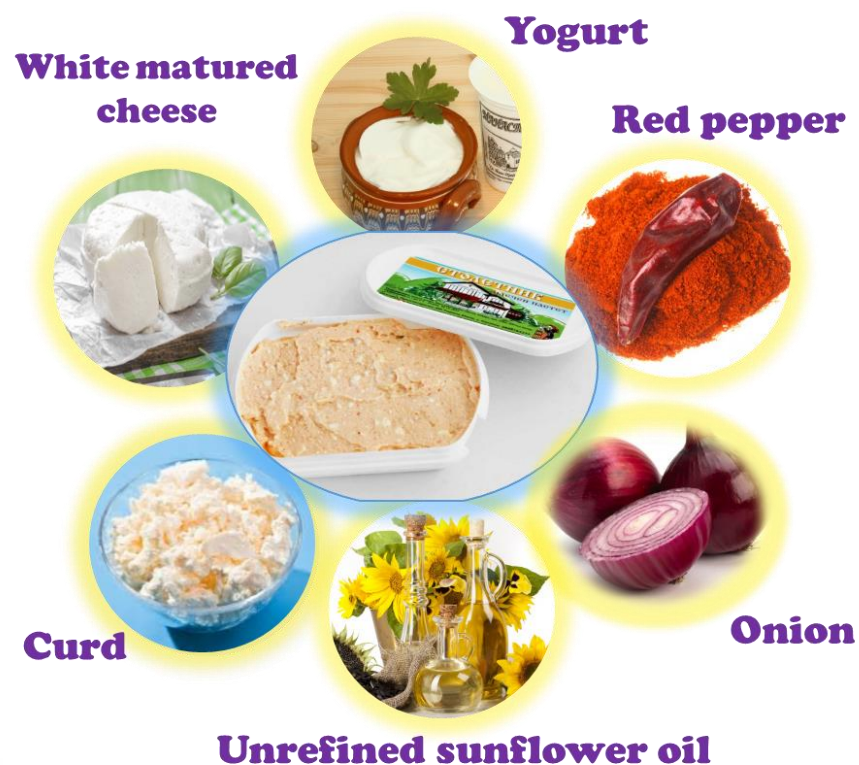 Yogurt
White matured
cheese
Red pepper
Curd
Onion
Unrefined sunflower oil